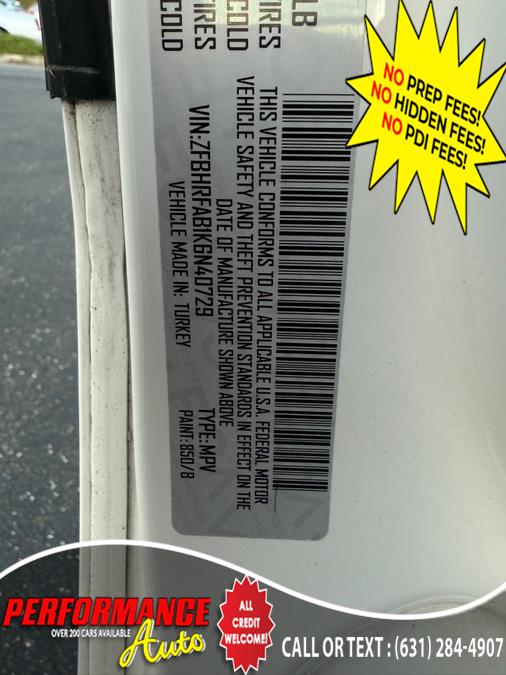 LB
IRES
COLD
IRES
COLD
THIS VEHICLE CONFORMS TO ALL APPLICABLE U.S.A. FEDERAL MOTOR
VEHICLE SAFETY AND THEFT PREVENTION STANDARDS IN EFFECT ON THE
DATE OF MANUFACTURE SHOWN ABOVE
VIN:ZFBHRFAB1K6N40729
TYPE:MPV
VEHICLE MADE IN: TURKEY
PAINT:850/B
NO PREP FEES!
NO HIDDEN FEES!
NO PDI FEES!
PERFORMANCE
OVER 200 CARS AVAILABLE
Auto
ALL
CREDIT
WELCOME!
CALL OR TEXT : (631) 284-4907